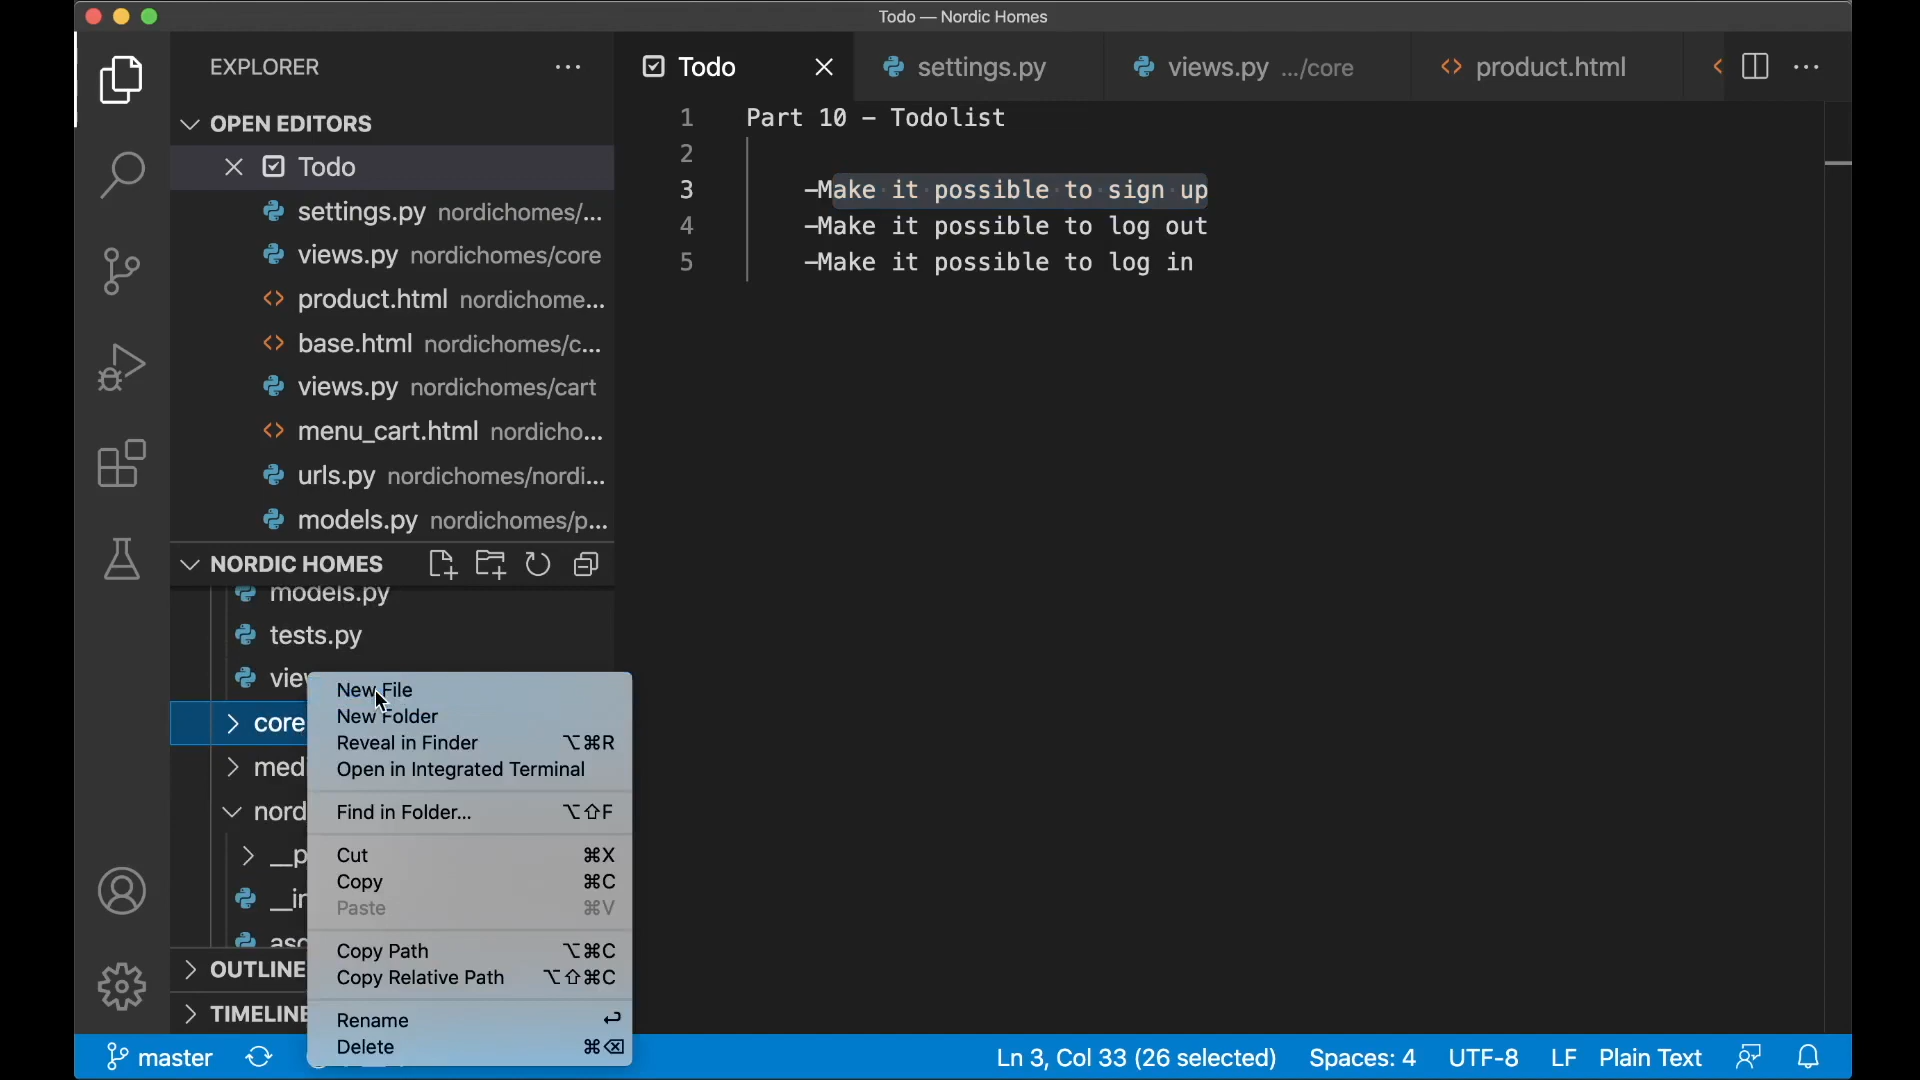 Todo — Nordic Homes
EXPLORER
Todo
settings.py
views.py .../core
product.html
OPEN EDITORS
Todo
settings.py nordichomes/...
views.py nordichomes/core
product.html nordichome...
base.html nordichomes/c...
views.py nordichomes/cart
menu_cart.html nordicho...
urls.py nordichomes/nordi...
models.py nordichomes/p...
NORDIC HOMES
models.py
tests.py
core
OUTLINE
TIMELINE
1 Part 10 – Todolist
2
3 –Make it possible to sign up
4 –Make it possible to log out
5 –Make it possible to log in
New File
New Folder
Reveal in Finder ⌥⌘R
Open in Integrated Terminal
Find in Folder... ⌥⇧F
Cut ⌘X
Copy ⌘C
Paste ⌘V
Copy Path ⌥⌘C
Copy Relative Path ⌥⇧⌘C
Rename ↩
Delete ⌘⌫
master
Ln 3, Col 33 (26 selected) Spaces: 4 UTF-8 LF Plain Text